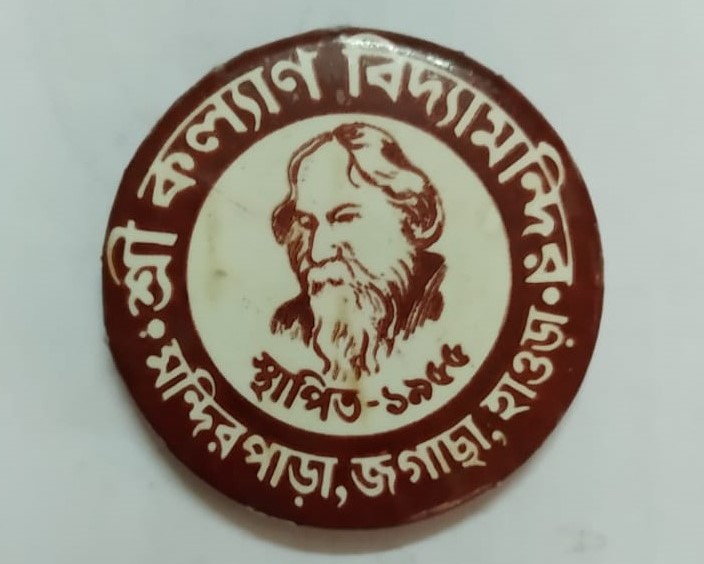 শ্রী কল্যাণ বিদ্যামন্দির
স্থাপিত-১৯৫৫
মন্দিরপাড়া, জগাছা, হাওড়া